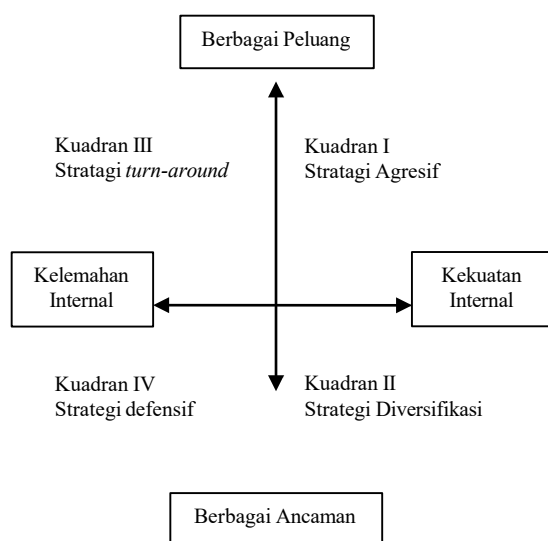 Berbagai Peluang
Kuadran III
Stratagi turn-around
Kuadran I
Stratagi Agresif
Kelemahan
Internal
Kekuatan
Internal
Kuadran IV
Strategi defensif
Kuadran II
Strategi Diversifikasi
Berbagai Ancaman